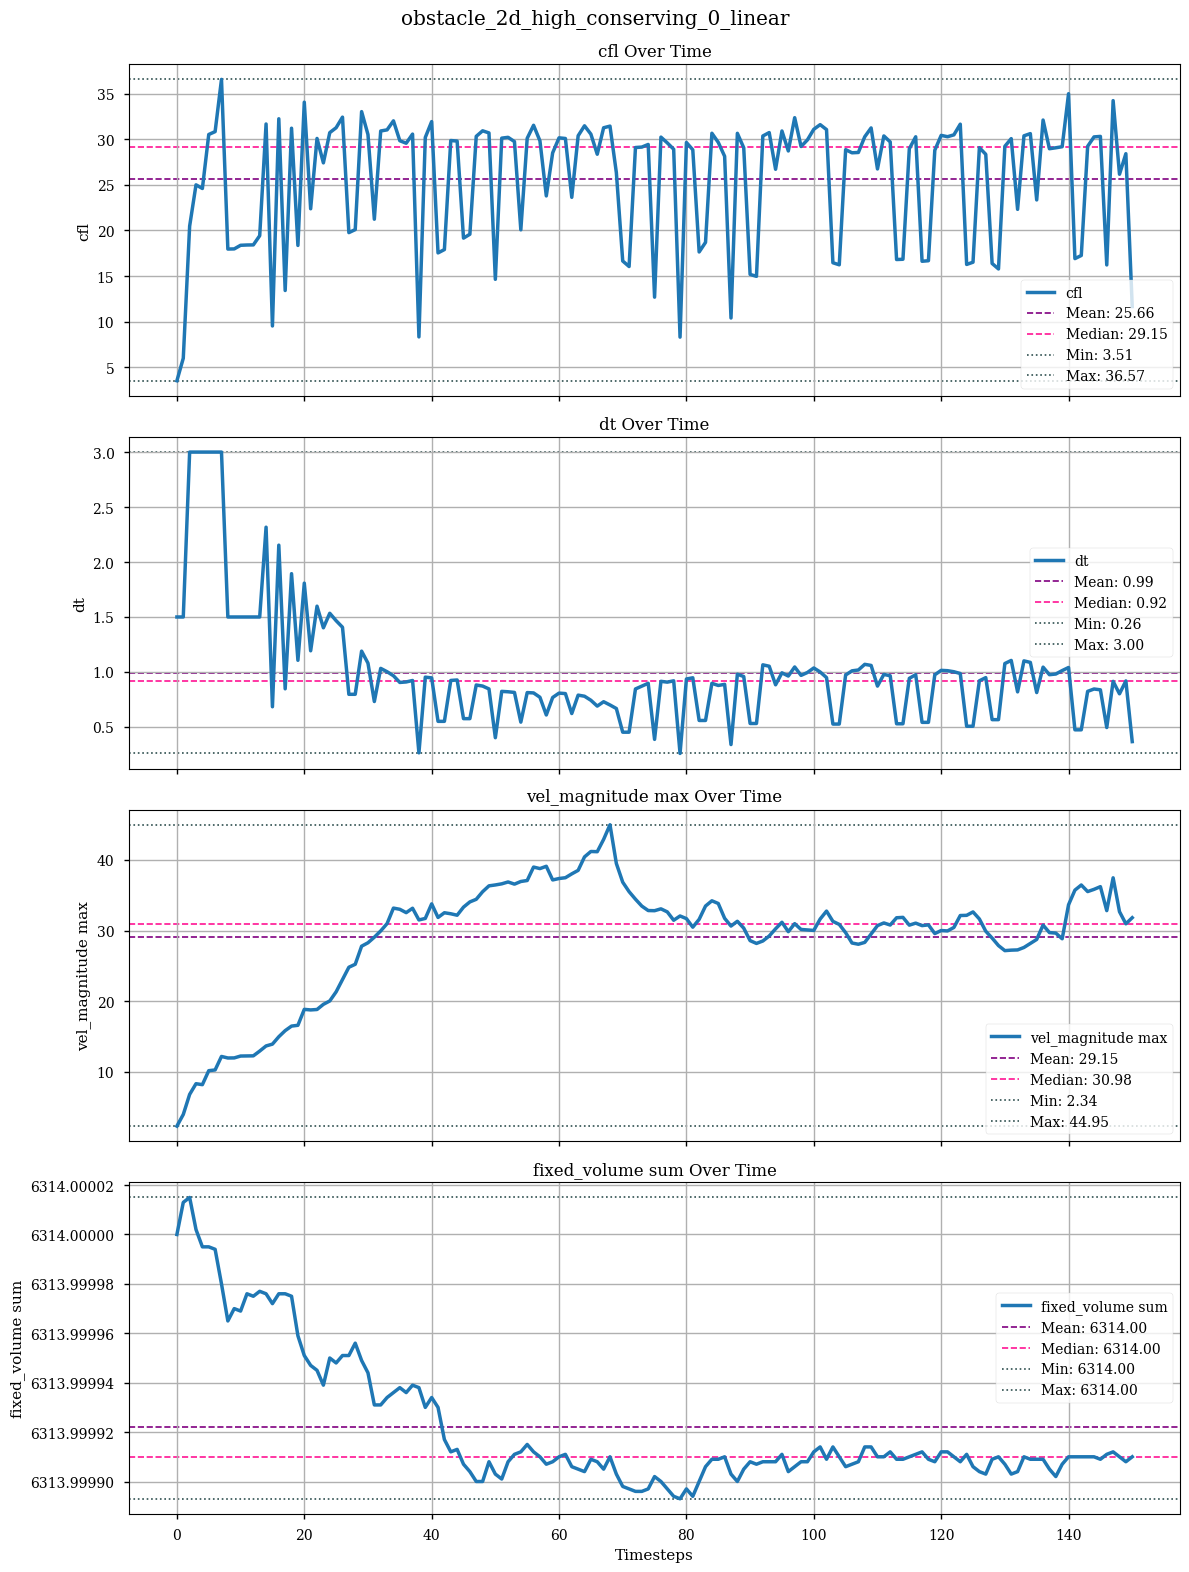 obstacle_2d_high_conserving_0_linear
cfl Over Time
35
30
25
20
15
10
5
cfl
cfl
Mean: 25.66
Median: 29.15
Min: 3.51
Max: 36.57
dt Over Time
3.0
2.5
2.0
1.5
1.0
0.5
dt
dt
Mean: 0.99
Median: 0.92
Min: 0.26
Max: 3.00
vel_magnitude max Over Time
40
30
20
10
vel_magnitude max
vel_magnitude max
Mean: 29.15
Median: 30.98
Min: 2.34
Max: 44.95
fixed_volume sum Over Time
6314.00002
6314.00000
6313.99998
6313.99996
6313.99994
6313.99992
6313.99990
fixed_volume sum
fixed_volume sum
Mean: 6314.00
Median: 6314.00
Min: 6314.00
Max: 6314.00
0 20 40 60 80 100 120 140
Timesteps